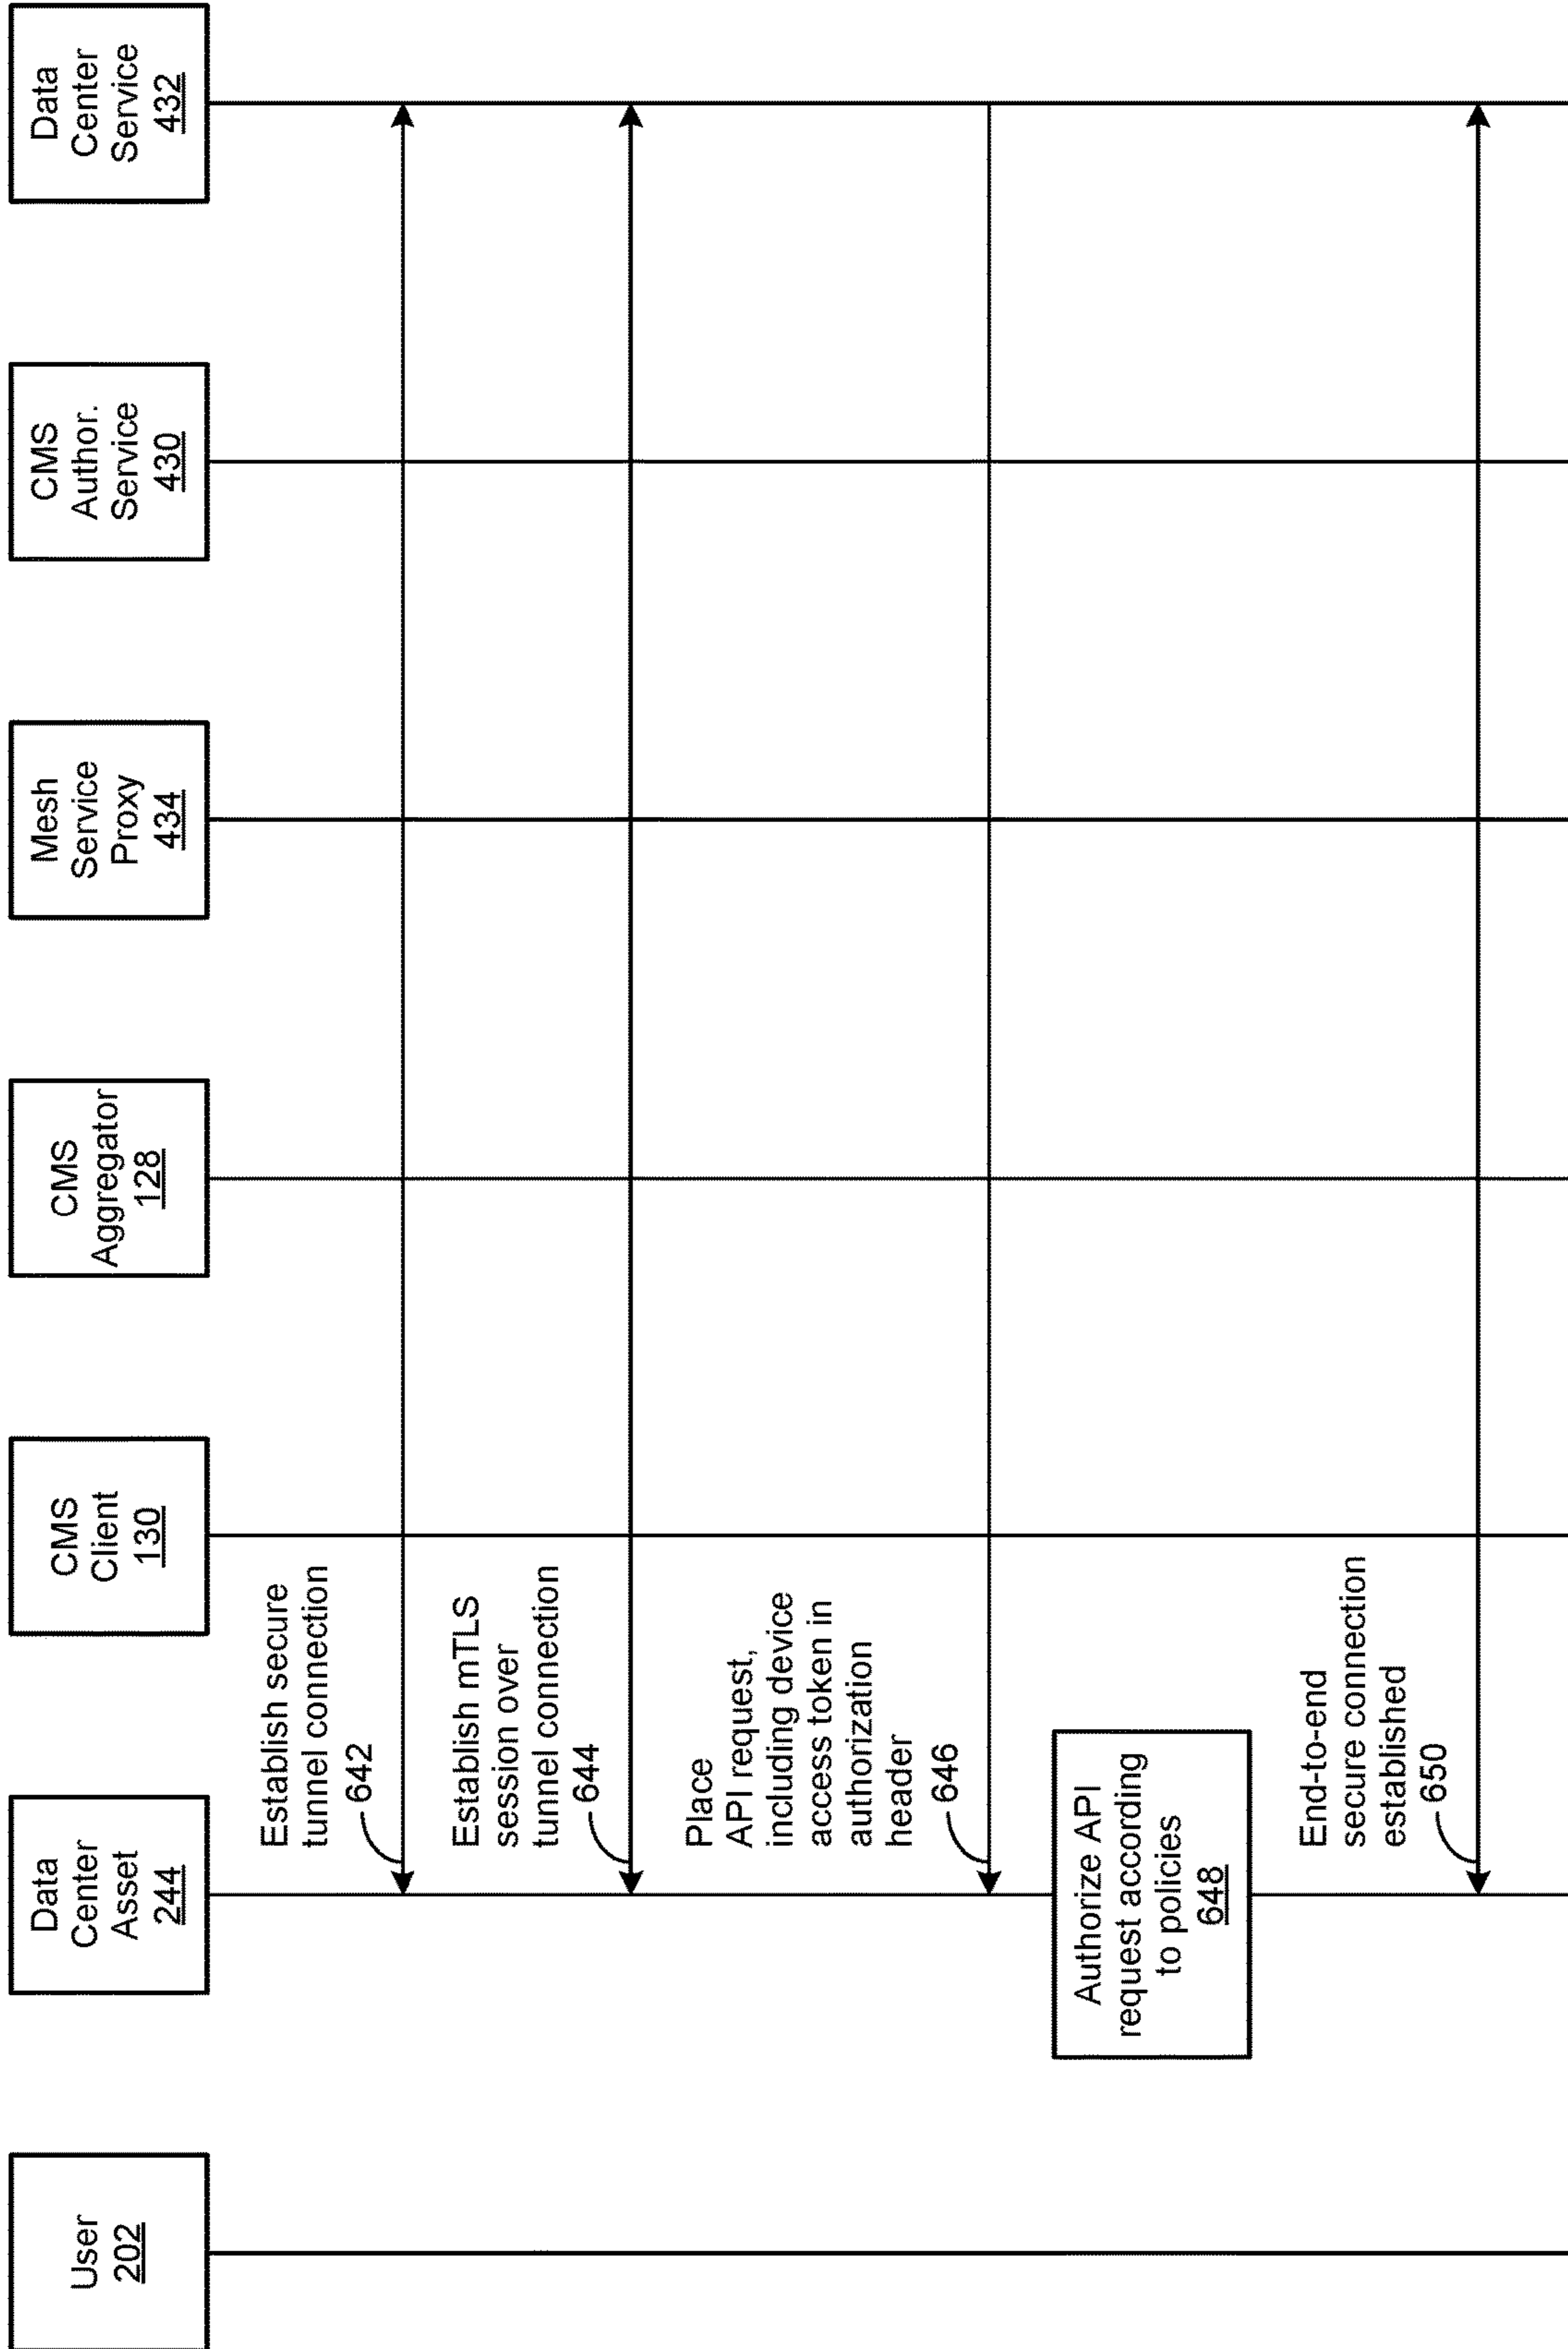 User
202
Data
Center
Asset
244
CMS
Client
130
CMS
Aggregator
128
Mesh
Service
Proxy
434
CMS
Author.
Service
430
Data
Center
Service
432
Establish secure
tunnel connection
642
Establish mTLS
session over
tunnel connection
644
Place
API request,
including device
access token in
authorization
header
646
Authorize API
request according
to policies
648
End-to-end
secure connection
established
650